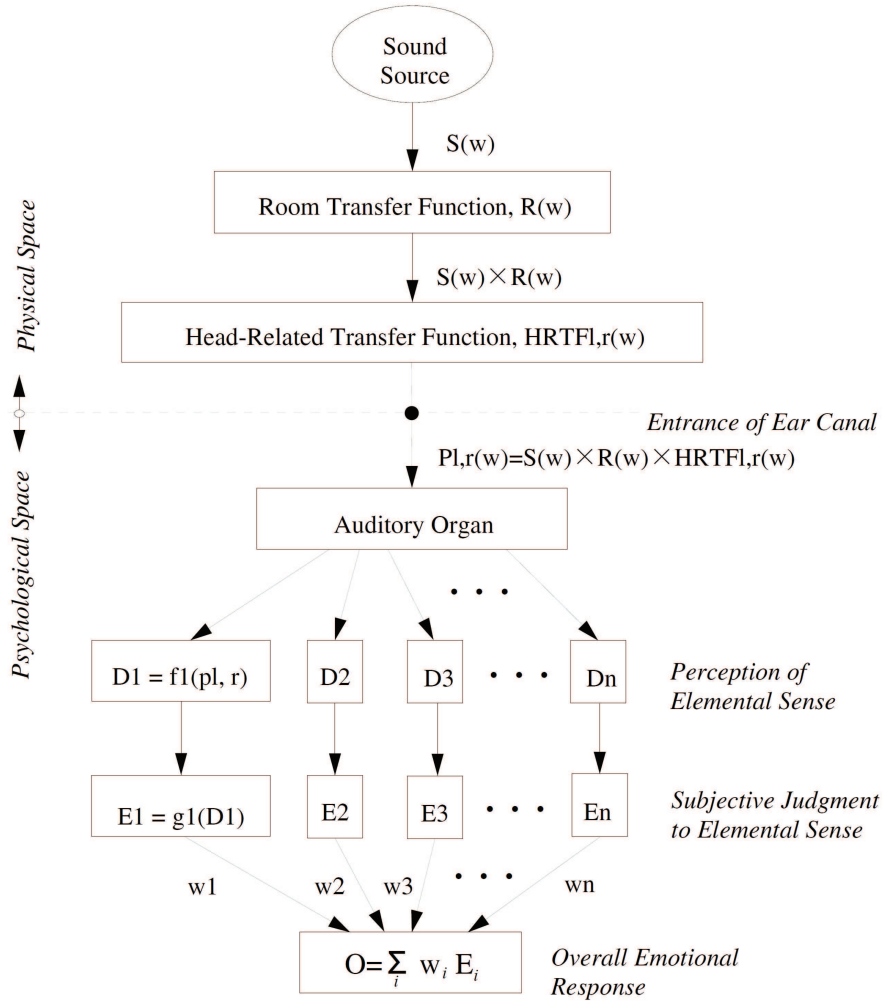 Sound
Source
S(w)
Room Transfer Function, R(w)
S(w)×R(w)
Head-Related Transfer Function, HRTFl,r(w)
Physical Space
Entrance of Ear Canal
Pl,r(w)=S(w)×R(w)×HRTFl,r(w)
Psychological Space
Auditory Organ
• • •
D1 = f1(pl, r)
D2
D3
• • •
Dn
Perception of
Elemental Sense
E1 = g1(D1)
E2
E3
• • •
En
Subjective Judgment
to Elemental Sense
w1
w2
w3
• • •
wn
O=Σ w i E i
i
Overall Emotional
Response